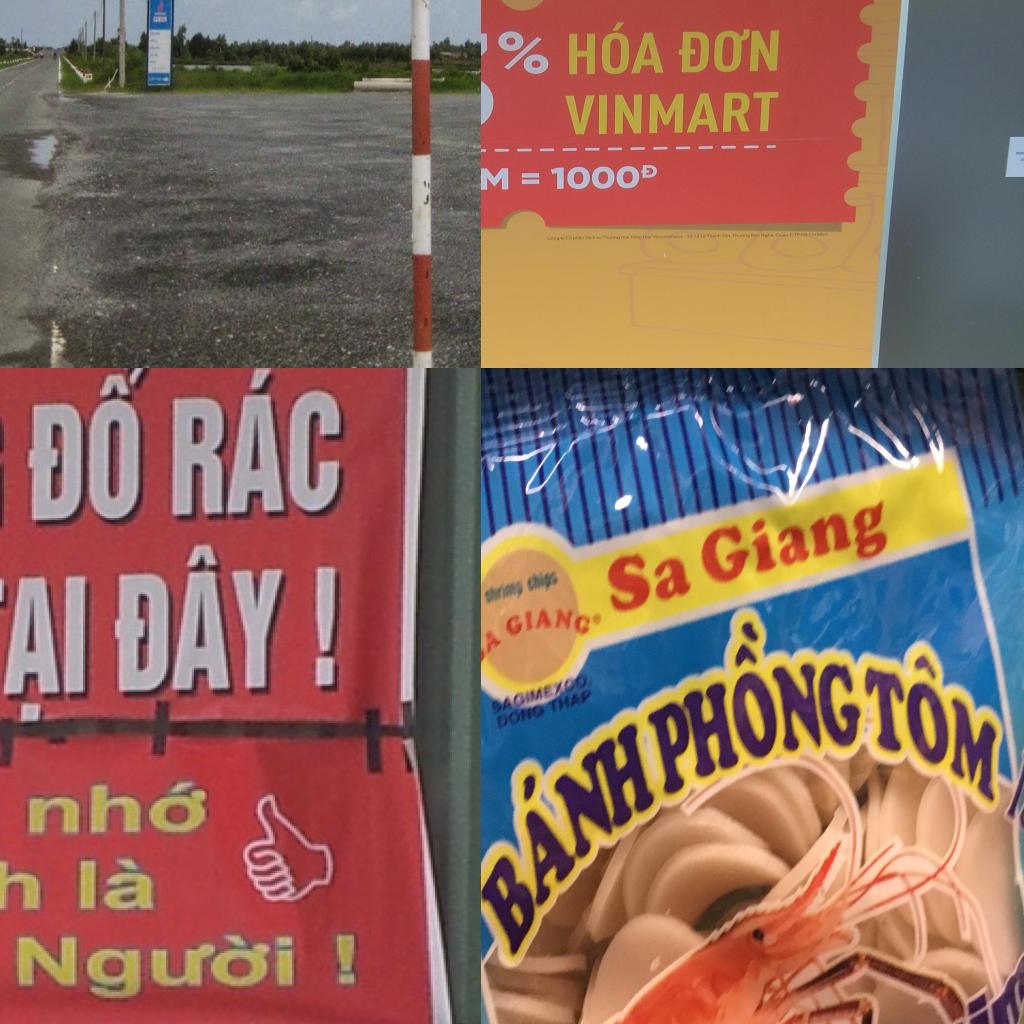 % HÓA ĐƠN
VINMART
M = 1000Đ
ĐỔ RÁC
TẠI ĐÂY !
nhớ
h là
Người !
Sa Giang
shrimp chips
SA GIANG®
SAGIMEXCO
DONG THAP
BÁNH PHỒNG TÔM